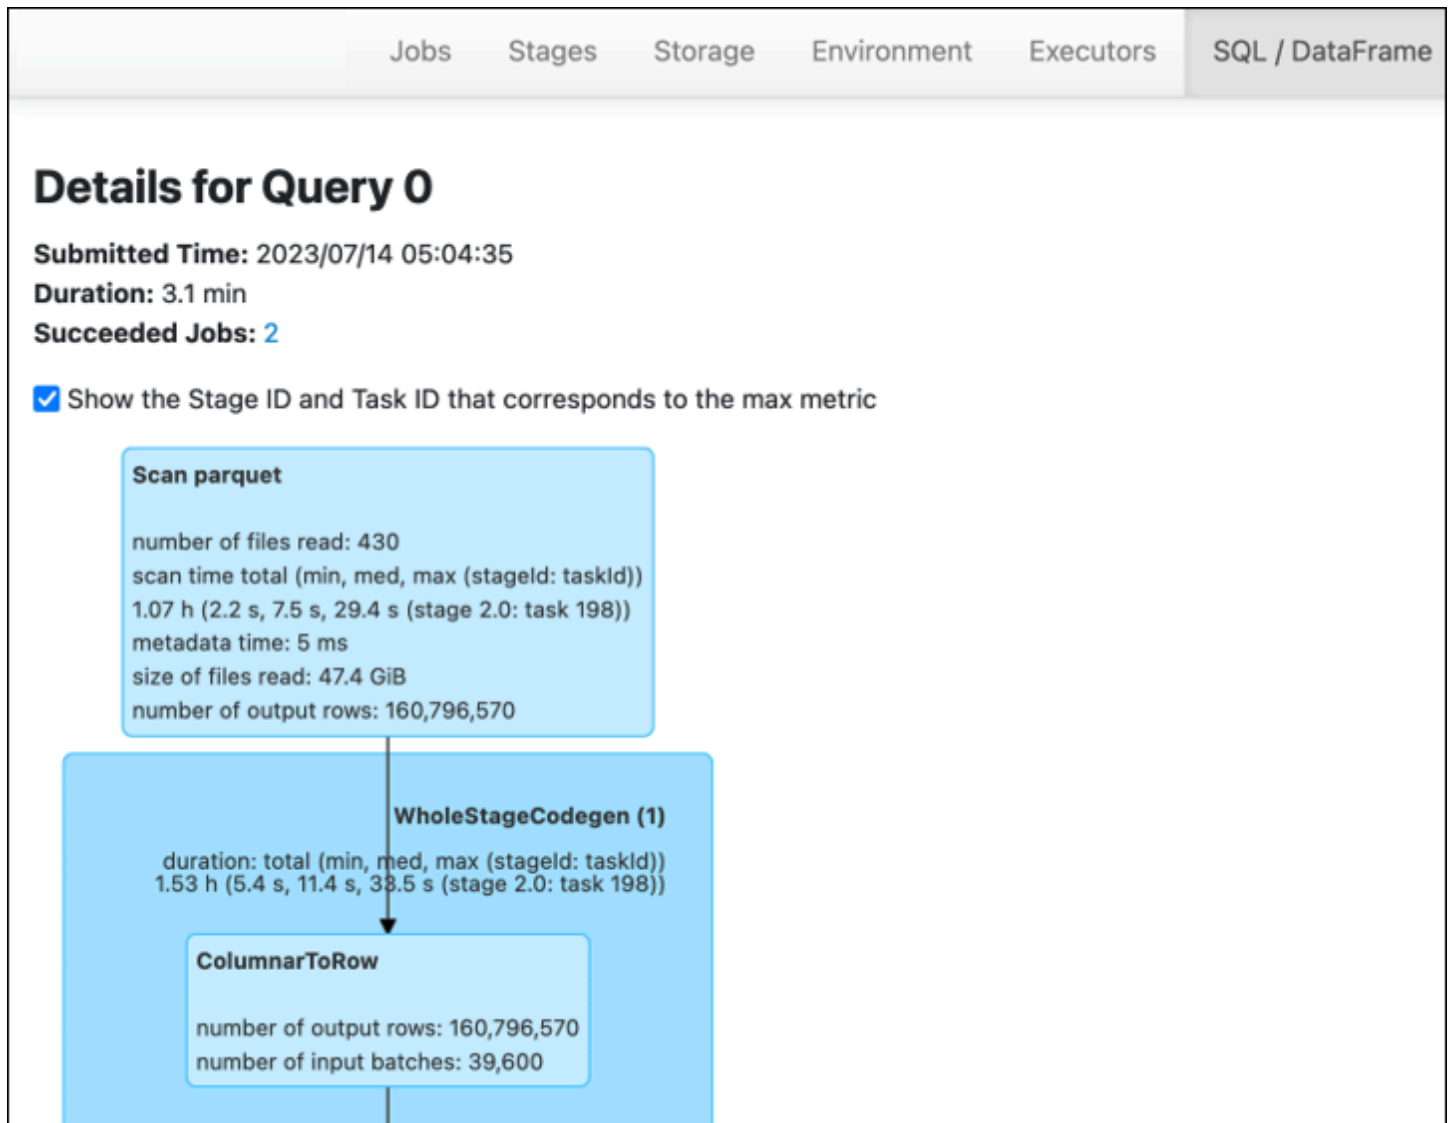 Jobs Stages Storage Environment Executors SQL / DataFrame
Details for Query 0
Submitted Time: 2023/07/14 05:04:35
Duration: 3.1 min
Succeeded Jobs: 2
Show the Stage ID and Task ID that corresponds to the max metric
Scan parquet
number of files read: 430
scan time total (min, med, max (stageId: taskId))
1.07 h (2.2 s, 7.5 s, 29.4 s (stage 2.0: task 198))
metadata time: 5 ms
size of files read: 47.4 GiB
number of output rows: 160,796,570
WholeStageCodegen (1)
duration: total (min, med, max (stageId: taskId))
1.53 h (5.4 s, 11.4 s, 33.5 s (stage 2.0: task 198))
ColumnarToRow
number of output rows: 160,796,570
number of input batches: 39,600